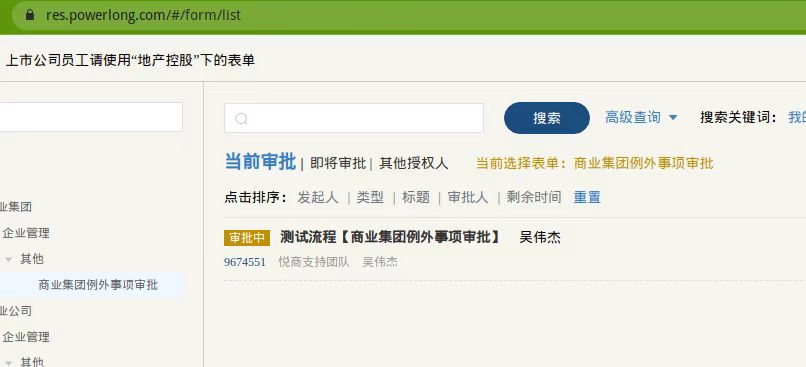 res.powerlong.com/#/form/list
上市公司员工请使用“地产控股”下的表单
搜索 高级查询 搜索关键词： 我的
当前审批 | 即将审批 | 其他授权人 当前选择表单：商业集团例外事项审批
点击排序： 发起人 | 类型 | 标题 | 审批人 | 剩余时间 重置
业集团
企业管理
其他
商业集团例外事项审批
业公司
企业管理
其他
审批中 测试流程【商业集团例外事项审批】 吴伟杰
9674551 悦商支持团队 吴伟杰